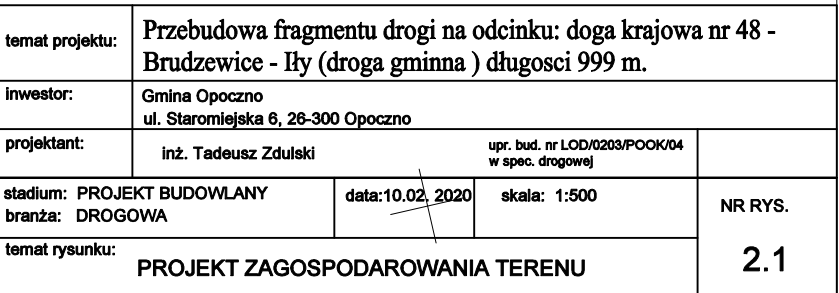 temat projektu: Przebudowa fragmentu drogi na odcinku: doga krajowa nr 48 -
Brudzewice - Iły (droga gminna ) długosci 999 m.
inwestor: Gmina Opoczno
ul. Staromiejska 6, 26-300 Opoczno
projektant: inż. Tadeusz Zdulski
upr. bud. nr LOD/0203/POOK/04
w spec. drogowej
stadium: PROJEKT BUDOWLANY
branża: DROGOWA
data:10.02. 2020
skala: 1:500
NR RYS.
2.1
temat rysunku: PROJEKT ZAGOSPODAROWANIA TERENU